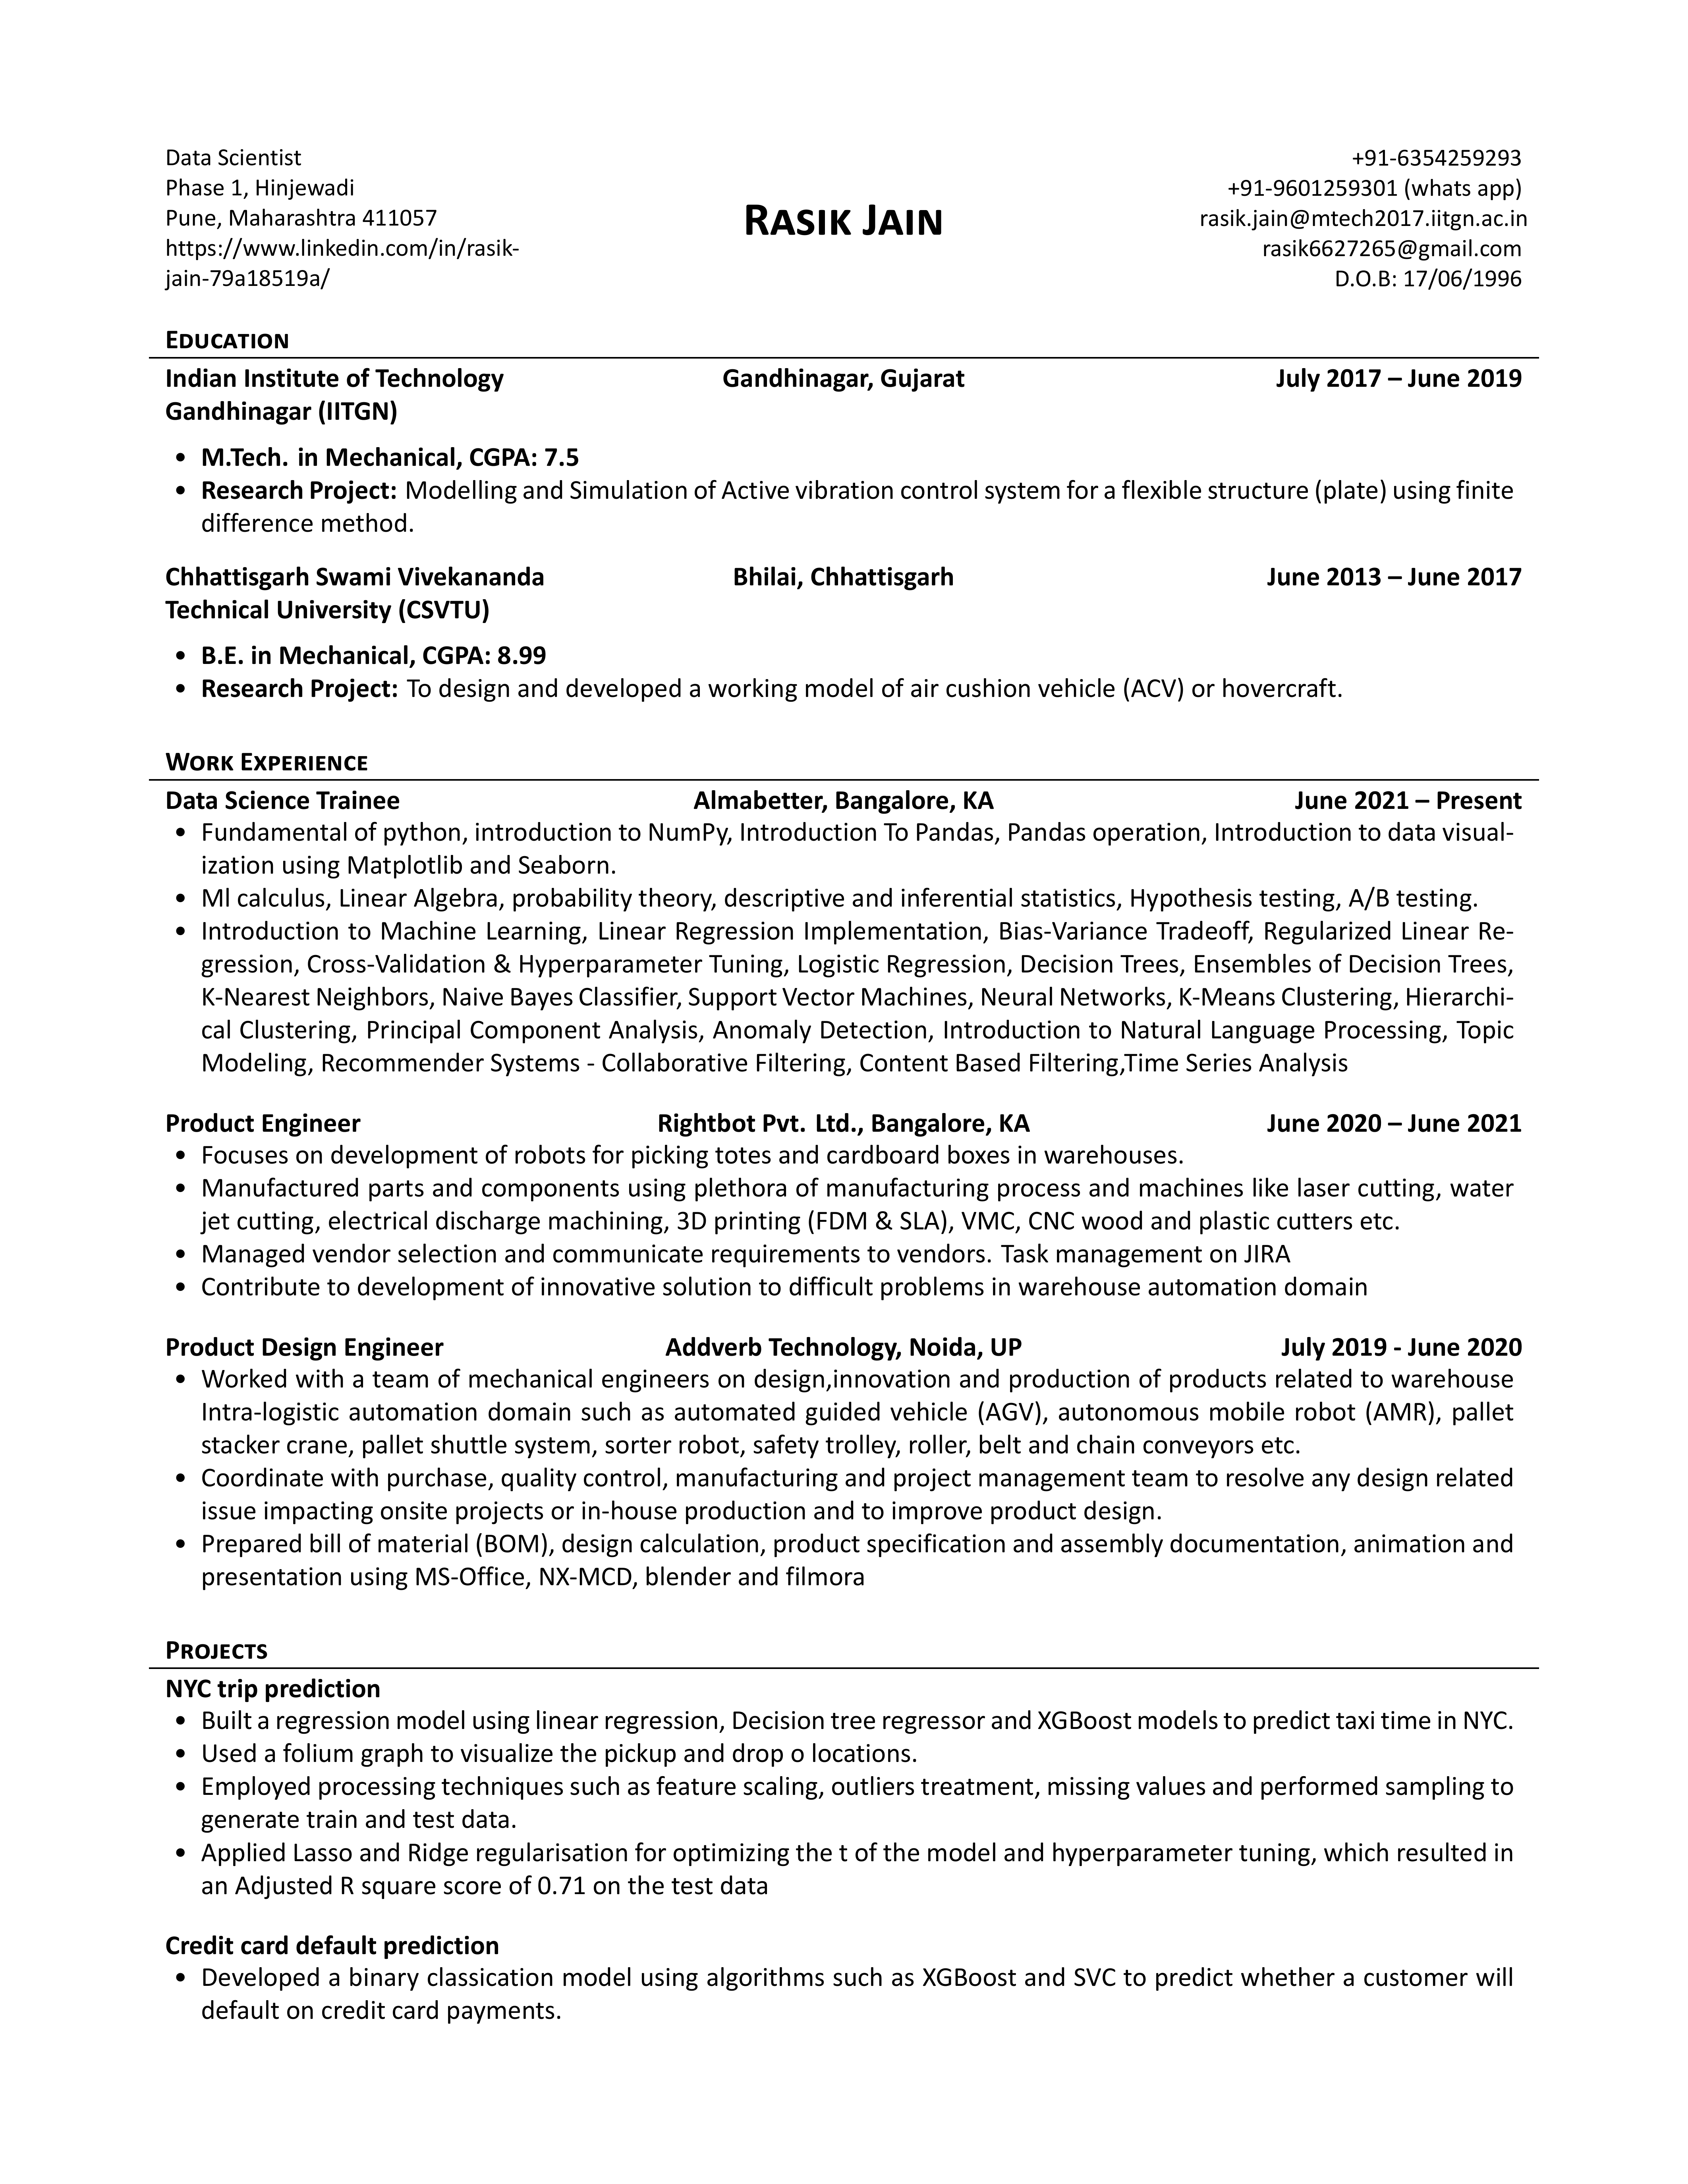 Data Scientist
Phase 1, Hinjewadi
Pune, Maharashtra 411057
https://www.linkedin.com/in/rasik-
jain-79a18519a/
Rasik Jain
+91-6354259293
+91-9601259301 (whats app)
rasik.jain@mtech2017.iitgn.ac.in
rasik6627265@gmail.com
D.O.B: 17/06/1996
Education
Indian Institute of Technology Gandhinagar, Gujarat July 2017 – June 2019
Gandhinagar (IITGN)
• M.Tech. in Mechanical, CGPA: 7.5
• Research Project: Modelling and Simulation of Active vibration control system for a flexible structure (plate) using finite
difference method.
Chhattisgarh Swami Vivekananda Bhilai, Chhattisgarh June 2013 – June 2017
Technical University (CSVTU)
• B.E. in Mechanical, CGPA: 8.99
• Research Project: To design and developed a working model of air cushion vehicle (ACV) or hovercraft.
Work Experience
Data Science Trainee Almabetter, Bangalore, KA June 2021 – Present
• Fundamental of python, introduction to NumPy, Introduction To Pandas, Pandas operation, Introduction to data visual-
ization using Matplotlib and Seaborn.
• Ml calculus, Linear Algebra, probability theory, descriptive and inferential statistics, Hypothesis testing, A/B testing.
• Introduction to Machine Learning, Linear Regression Implementation, Bias-Variance Tradeoff, Regularized Linear Re-
gression, Cross-Validation & Hyperparameter Tuning, Logistic Regression, Decision Trees, Ensembles of Decision Trees,
K-Nearest Neighbors, Naive Bayes Classifier, Support Vector Machines, Neural Networks, K-Means Clustering, Hierarchi-
cal Clustering, Principal Component Analysis, Anomaly Detection, Introduction to Natural Language Processing, Topic
Modeling, Recommender Systems - Collaborative Filtering, Content Based Filtering,Time Series Analysis
Product Engineer Rightbot Pvt. Ltd., Bangalore, KA June 2020 – June 2021
• Focuses on development of robots for picking totes and cardboard boxes in warehouses.
• Manufactured parts and components using plethora of manufacturing process and machines like laser cutting, water
jet cutting, electrical discharge machining, 3D printing (FDM & SLA), VMC, CNC wood and plastic cutters etc.
• Managed vendor selection and communicate requirements to vendors. Task management on JIRA
• Contribute to development of innovative solution to difficult problems in warehouse automation domain
Product Design Engineer Addverb Technology, Noida, UP July 2019 - June 2020
• Worked with a team of mechanical engineers on design,innovation and production of products related to warehouse
Intra-logistic automation domain such as automated guided vehicle (AGV), autonomous mobile robot (AMR), pallet
stacker crane, pallet shuttle system, sorter robot, safety trolley, roller, belt and chain conveyors etc.
• Coordinate with purchase, quality control, manufacturing and project management team to resolve any design related
issue impacting onsite projects or in-house production and to improve product design.
• Prepared bill of material (BOM), design calculation, product specification and assembly documentation, animation and
presentation using MS-Office, NX-MCD, blender and filmora
Projects
NYC trip prediction
• Built a regression model using linear regression, Decision tree regressor and XGBoost models to predict taxi time in NYC.
• Used a folium graph to visualize the pickup and drop o locations.
• Employed processing techniques such as feature scaling, outliers treatment, missing values and performed sampling to
generate train and test data.
• Applied Lasso and Ridge regularisation for optimizing the t of the model and hyperparameter tuning, which resulted in
an Adjusted R square score of 0.71 on the test data
Credit card default prediction
• Developed a binary classication model using algorithms such as XGBoost and SVC to predict whether a customer will
default on credit card payments.